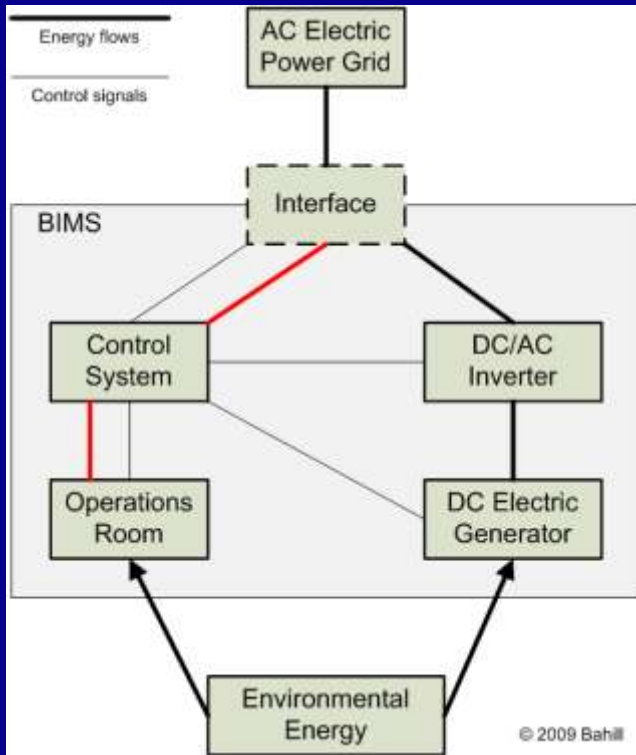 Energy flows
Control signals
AC Electric
Power Grid
Interface
BIMS
Control
System
DC/AC
Inverter
Operations
Room
DC Electric
Generator
Environmental
Energy
© 2009 Bahill